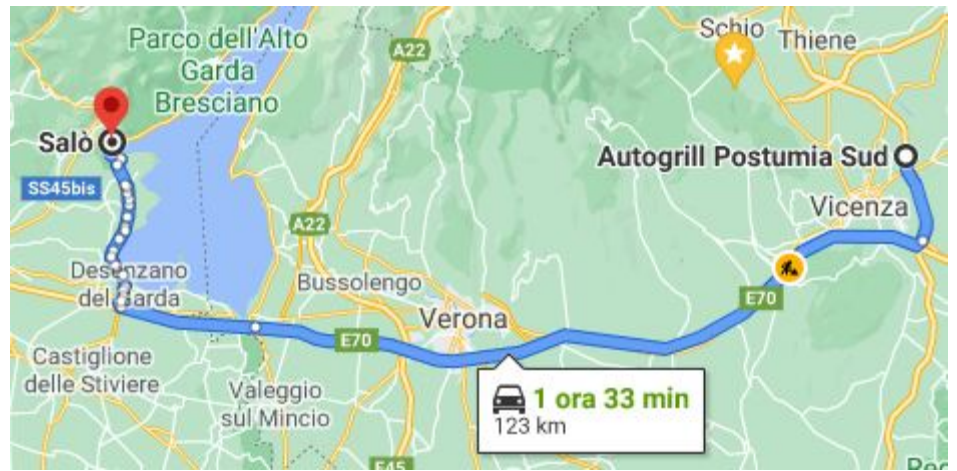 Parco dell'Alto
Garda
Bresciano
A22
Schio
Thiene
Salò
Autogrill Postumia Sud
SS45bis
Vicenza
A22
Desenzano
del Garda
Bussolengo
Verona
E70
E70
Castiglione
delle Stiviere
Valeggio
sul Mincio
1 ora 33 min
123 km
E45